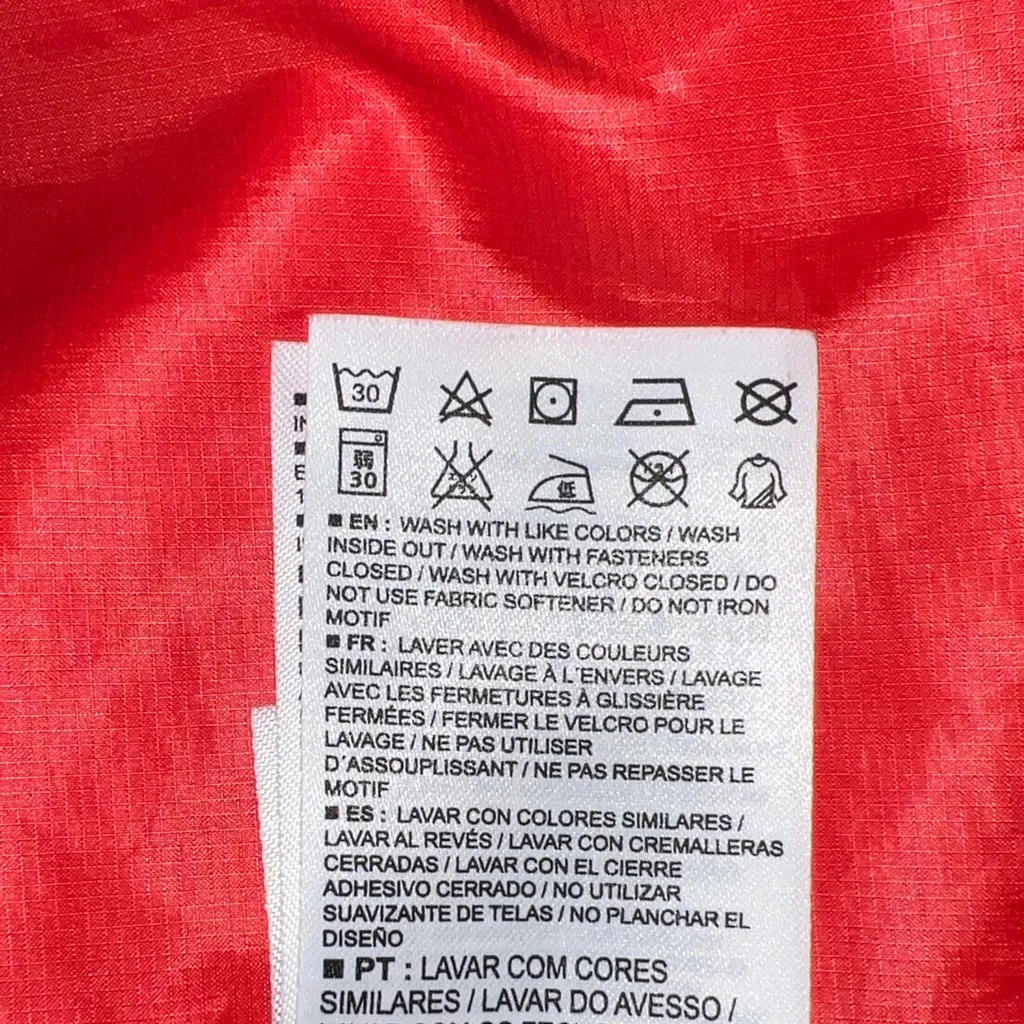 30
弱
30
低
EN : WASH WITH LIKE COLORS / WASH
INSIDE OUT / WASH WITH FASTENERS
CLOSED / WASH WITH VELCRO CLOSED / DO
NOT USE FABRIC SOFTENER / DO NOT IRON
MOTIF
FR : LAVER AVEC DES COULEURS
SIMILAIRES / LAVAGE À L'ENVERS / LAVAGE
AVEC LES FERMETURES À GLISSIÈRE
FERMÉES / FERMER LE VELCRO POUR LE
LAVAGE / NE PAS UTILISER
D'ASSOUPLISSANT / NE PAS REPASSER LE
MOTIF
ES : LAVAR CON COLORES SIMILARES /
LAVAR AL REVÉS / LAVAR CON CREMALLERAS
CERRADAS / LAVAR CON EL CIERRE
ADHESIVO CERRADO / NO UTILIZAR
SUAVIZANTE DE TELAS / NO PLANCHAR EL
DISEÑO
PT : LAVAR COM CORES
SIMILARES / LAVAR DO AVESSO /